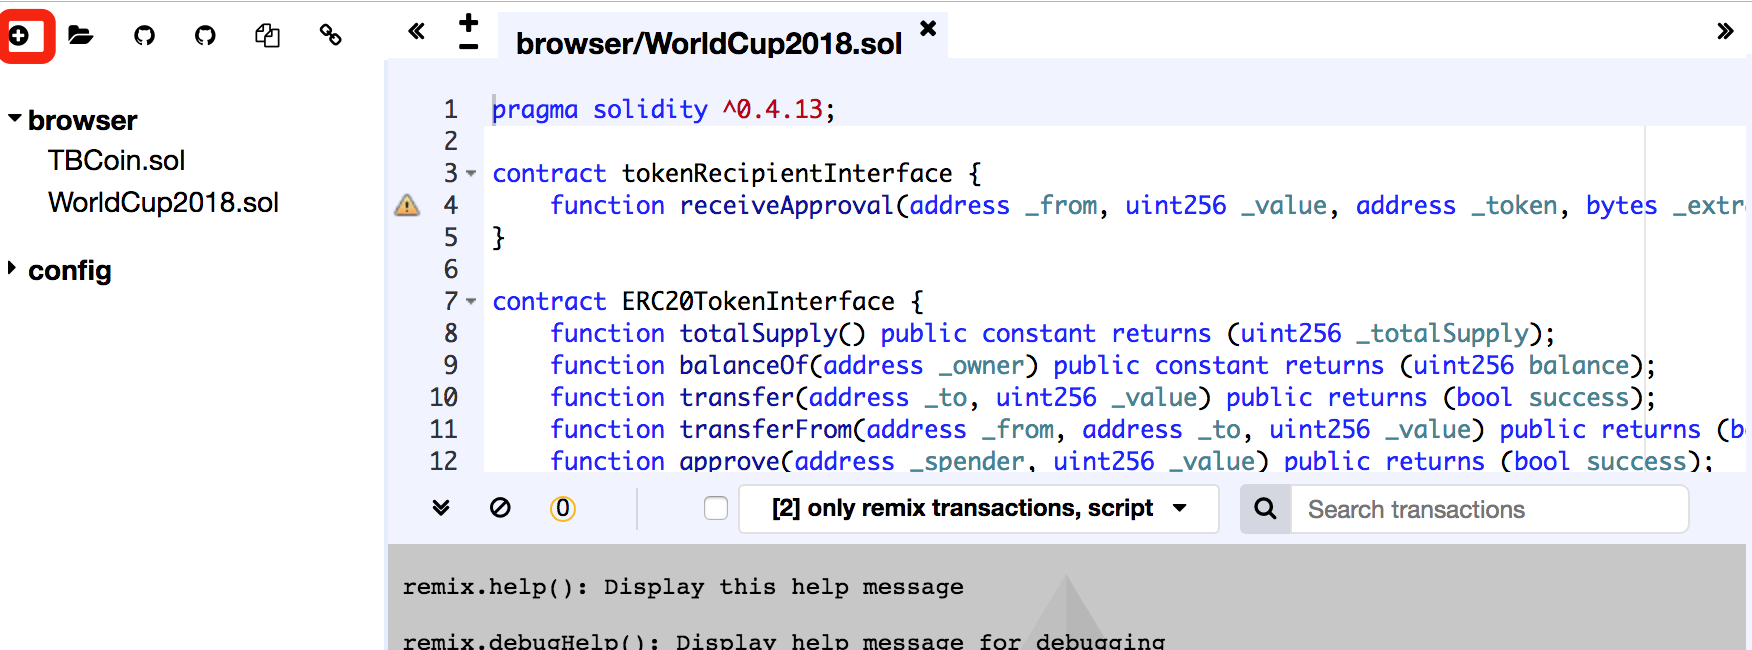 browser/WorldCup2018.sol
browser
TBCoin.sol
WorldCup2018.sol
config
1 pragma solidity ^0.4.13;
2
3 contract tokenRecipientInterface {
4 function receiveApproval(address _from, uint256 _value, address _token, bytes _extr
5 }
6
7 contract ERC20TokenInterface {
8 function totalSupply() public constant returns (uint256 _totalSupply);
9 function balanceOf(address _owner) public constant returns (uint256 balance);
10 function transfer(address _to, uint256 _value) public returns (bool success);
11 function transferFrom(address _from, address _to, uint256 _value) public returns (b
12 function approve(address _spender, uint256 _value) public returns (bool success);
0 [2] only remix transactions, script Search transactions
remix.help(): Display this help message
remix.debugHelp(): Display help message for debugging